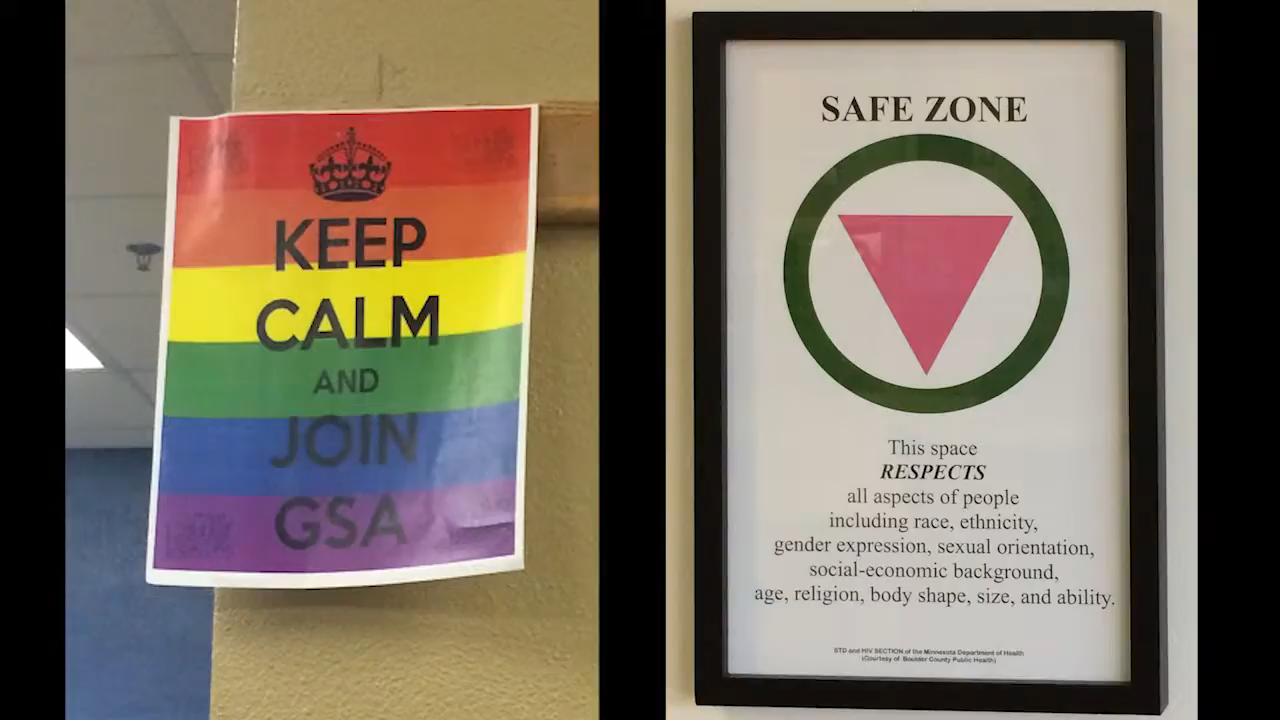 KEEP
CALM
AND
JOIN
GSA
SAFE ZONE
This space
RESPECTS
all aspects of people
including race, ethnicity,
gender expression, sexual orientation,
social-economic background,
age, religion, body shape, size, and ability.
STD and HIV SECTION of the Minnesota Department of Health
(Courtesy of Boulder County Public Health)